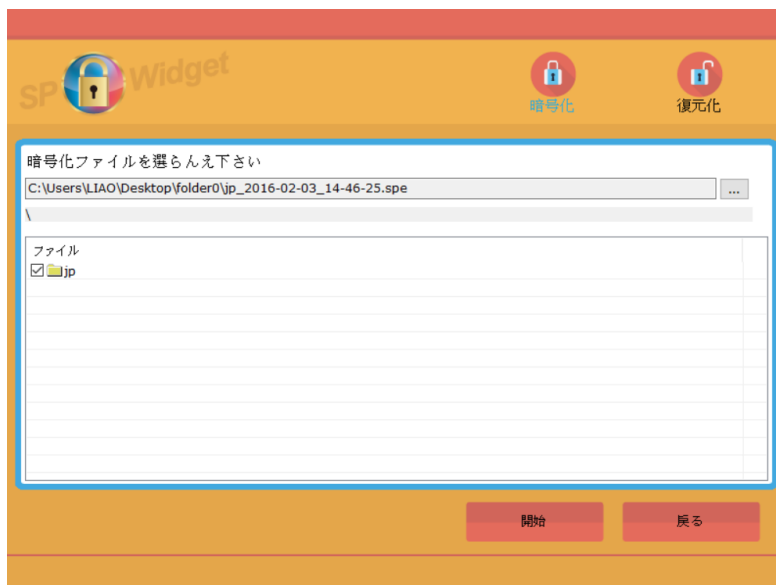 SP Widget
暗号化
復元化
暗号化ファイルを選らんえ下さい
C:\Users\LIAO\Desktop\folder0\jp_2016-02-03_14-46-25.spe
...
\
ファイル
jp
開始
戻る